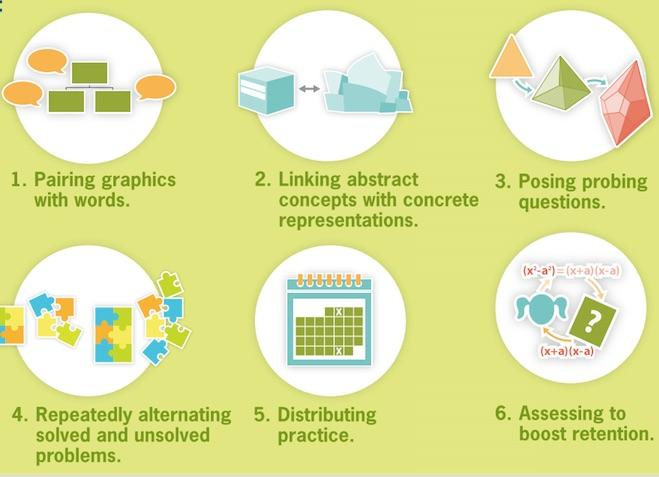 :
1. Pairing graphics
with words.
2. Linking abstract
concepts with concrete
representations.
3. Posing probing
questions.
X
X
(x²-a²)=(x+a)(x-a)
?
(x+a)(x-a)
4. Repeatedly alternating
solved and unsolved
problems.
5. Distributing
practice.
6. Assessing to
boost retention.